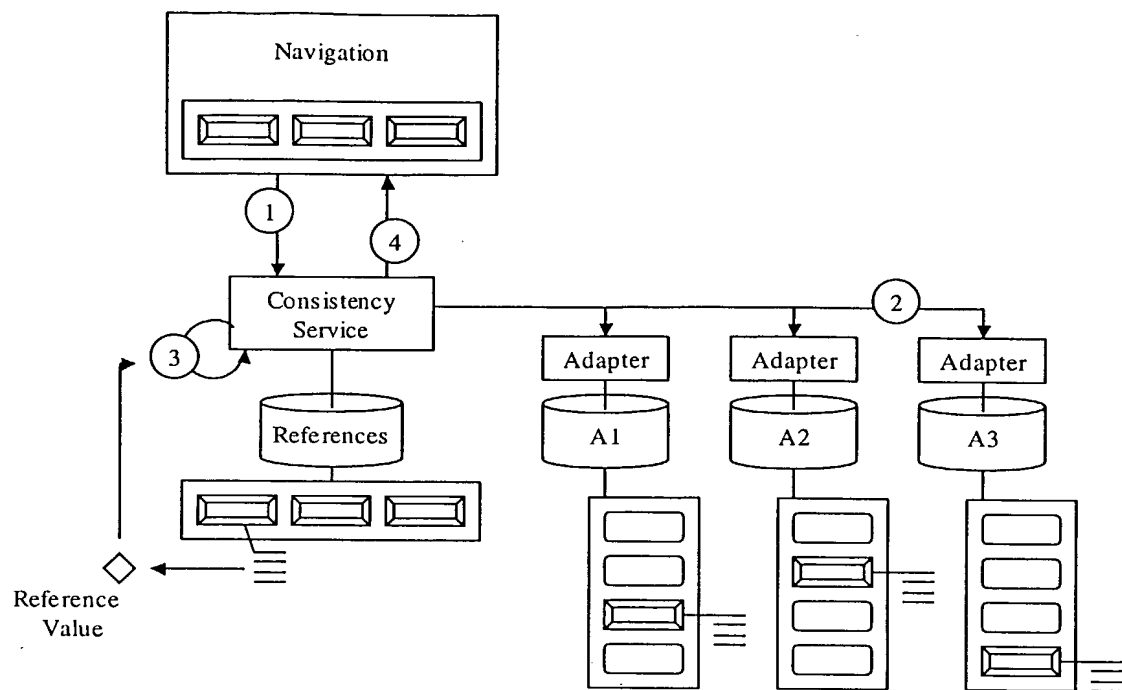 Navigation
1
4
Consistency
Service
2
3
Adapter
Adapter
Adapter
References
A1
A2
A3
Reference
Value